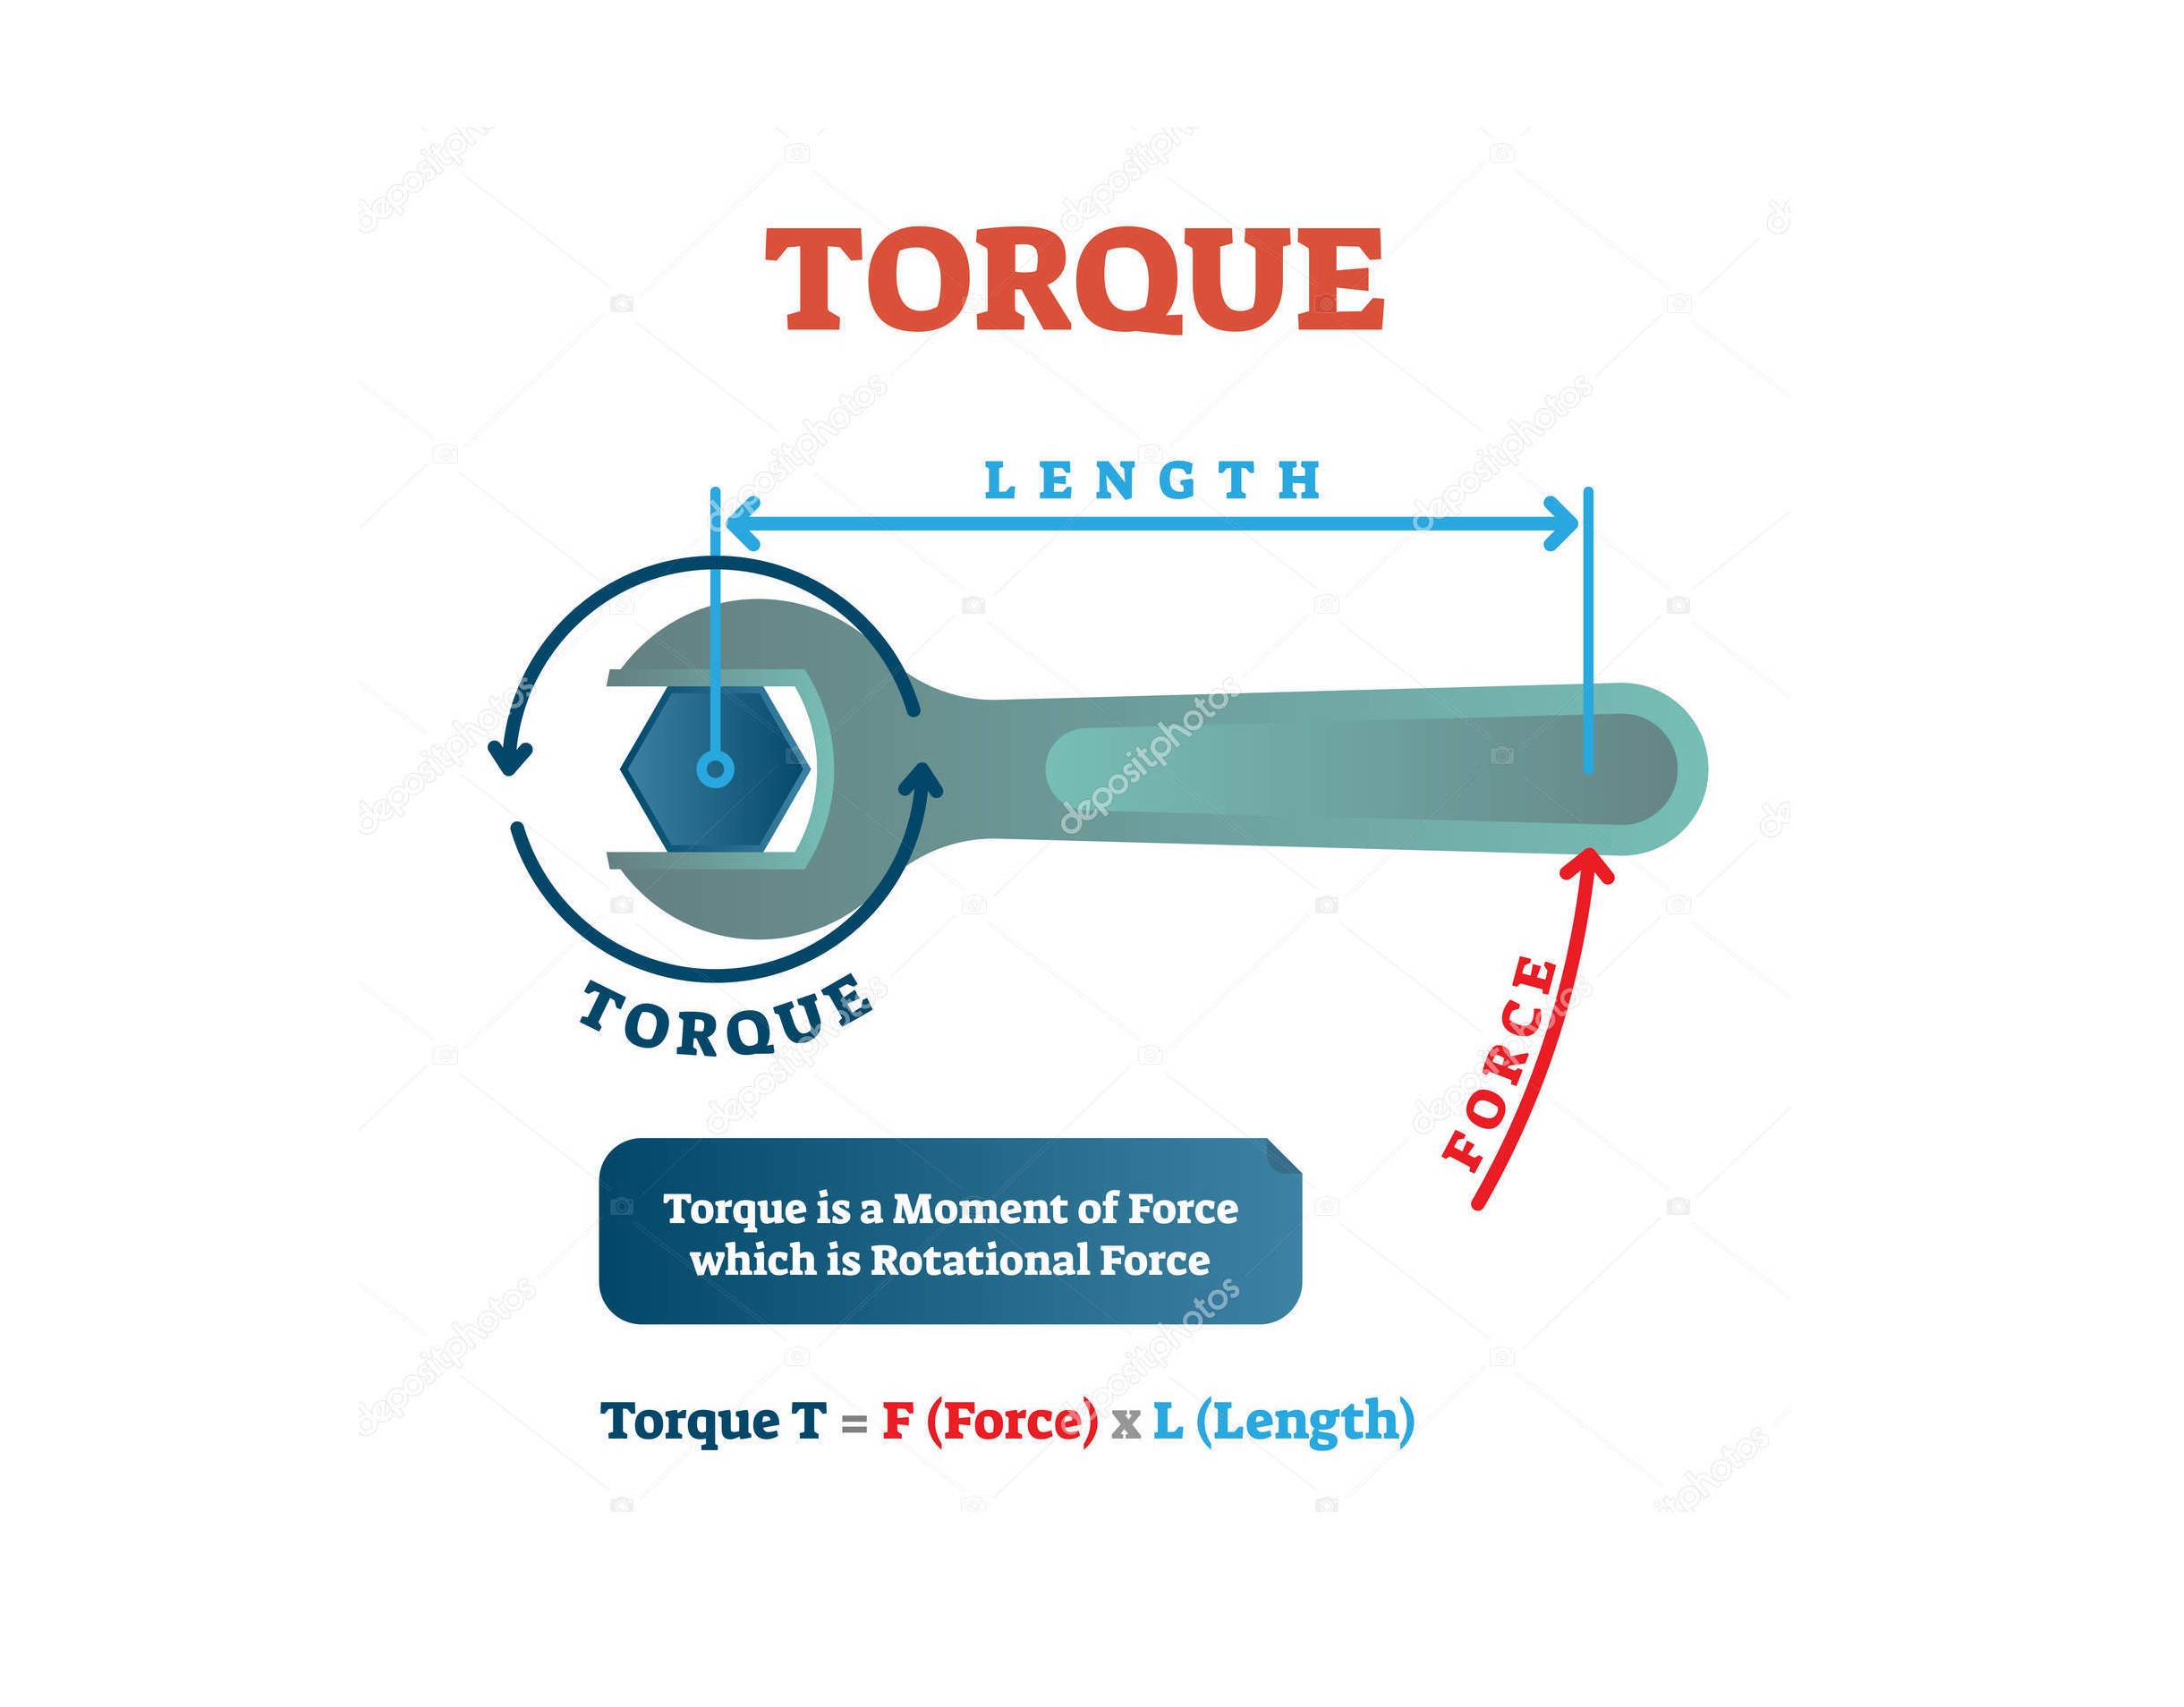 TORQUE
LENGTH
TORQUE
FORCE
Torque is a Moment of Force
which is Rotational Force
Torque T = F (Force) x L (Length)
depositphotos